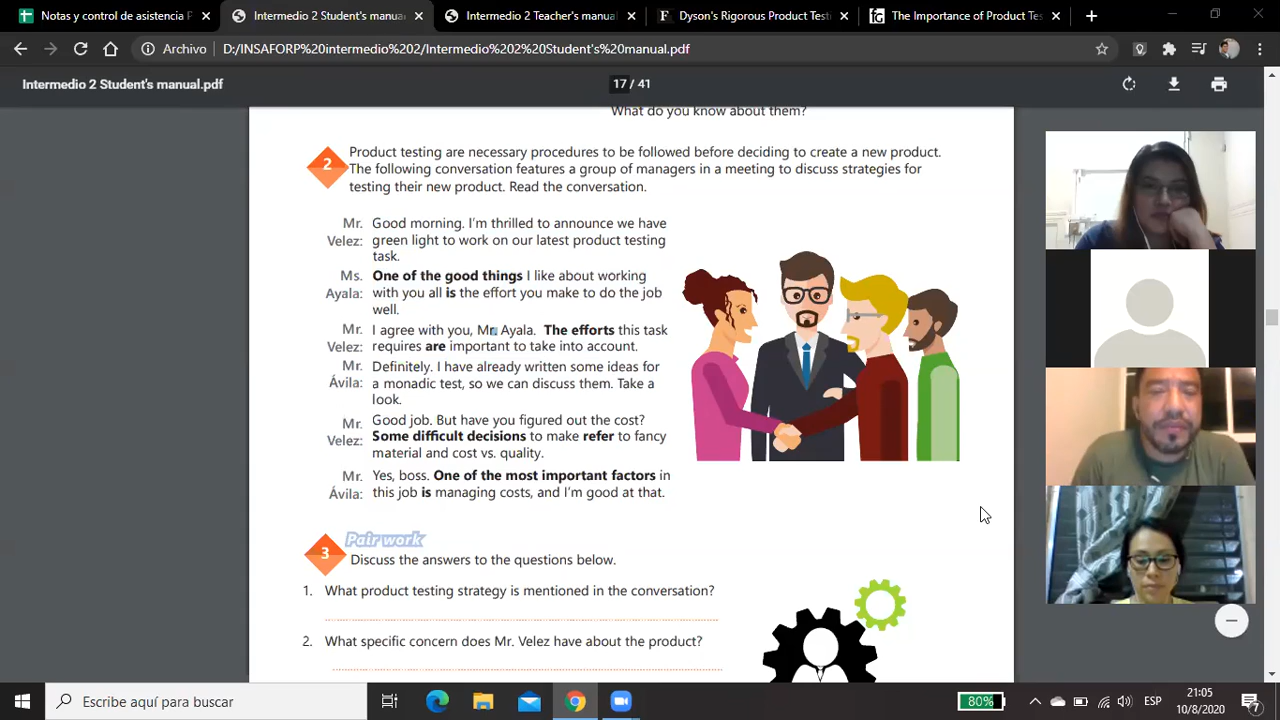 Notas y control de asistencia P
Intermedio 2 Student's manual.
Intermedio 2 Teacher's manual
Dyson's Rigorous Product Testi
The Importance of Product Tes
Archivo
D:/INSAFORP%20intermedio%202/Intermedio%202%20Student's%20manual.pdf
Intermedio 2 Student's manual.pdf
17 / 41
What do you know about them?
2
Product testing are necessary procedures to be followed before deciding to create a new product.
The following conversation features a group of managers in a meeting to discuss strategies for
testing their new product. Read the conversation.
Mr. Velez: Good morning. I'm thrilled to announce we have
green light to work on our latest product testing
task.
Ms. Ayala: One of the good things I like about working
with you all is the effort you make to do the job
well.
Mr. Velez: I agree with you, Mr. Ayala. The efforts this task
requires are important to take into account.
Mr. Ávila: Definitely. I have already written some ideas for
a monadic test, so we can discuss them. Take a
look.
Mr. Velez: Good job. But have you figured out the cost?
Some difficult decisions to make refer to fancy
material and cost vs. quality.
Mr. Ávila: Yes, boss. One of the most important factors in
this job is managing costs, and I'm good at that.
3
Pair work
Discuss the answers to the questions below.
1. What product testing strategy is mentioned in the conversation?
2. What specific concern does Mr. Velez have about the product?
Escribe aquí para buscar
80%
ESP
21:05
10/8/2020
7